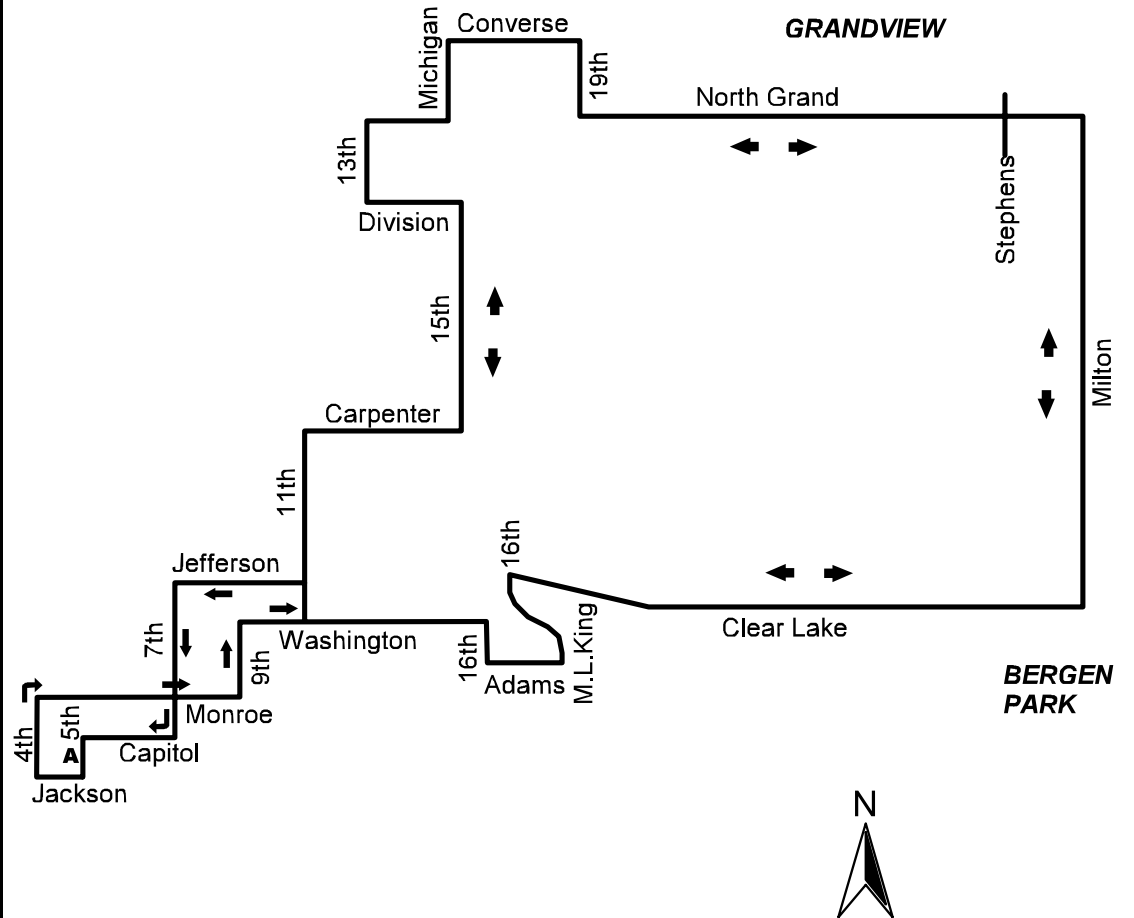 Converse
GRANDVIEW
Michigan
19th
North Grand
13th
Division
Stephens
15th
Milton
Carpenter
11th
16th
Jefferson
7th
Washington
9th
16th
Adams
M.L.King
Clear Lake
BERGEN
PARK
Monroe
5th
4th
A
Capitol
Jackson
N